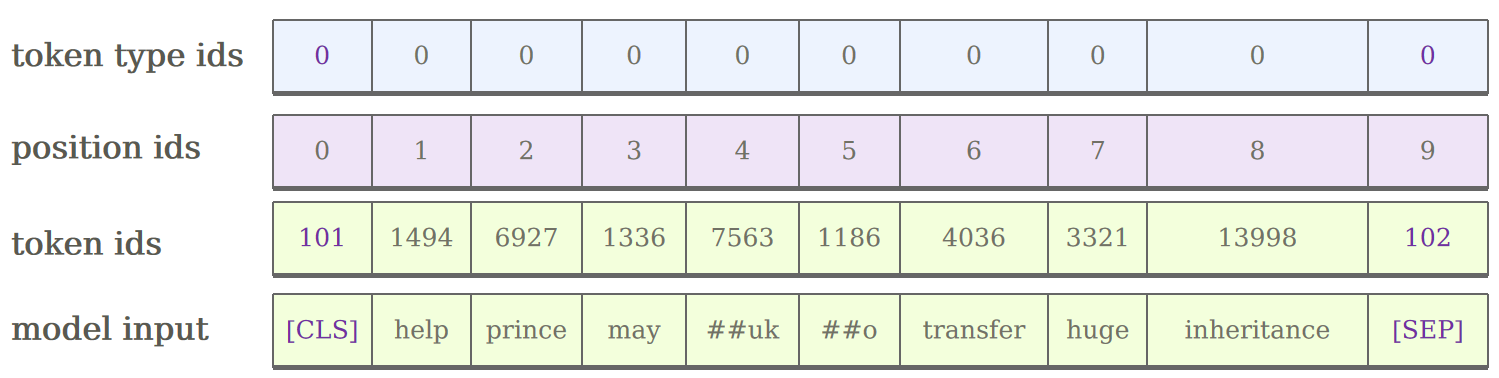 token type ids 0 0 0 0 0 0 0 0 0 0
position ids 0 1 2 3 4 5 6 7 8 9
token ids 101 1494 6927 1336 7563 1186 4036 3321 13998 102
model input [CLS] help prince may ##uk ##o transfer huge inheritance [SEP]